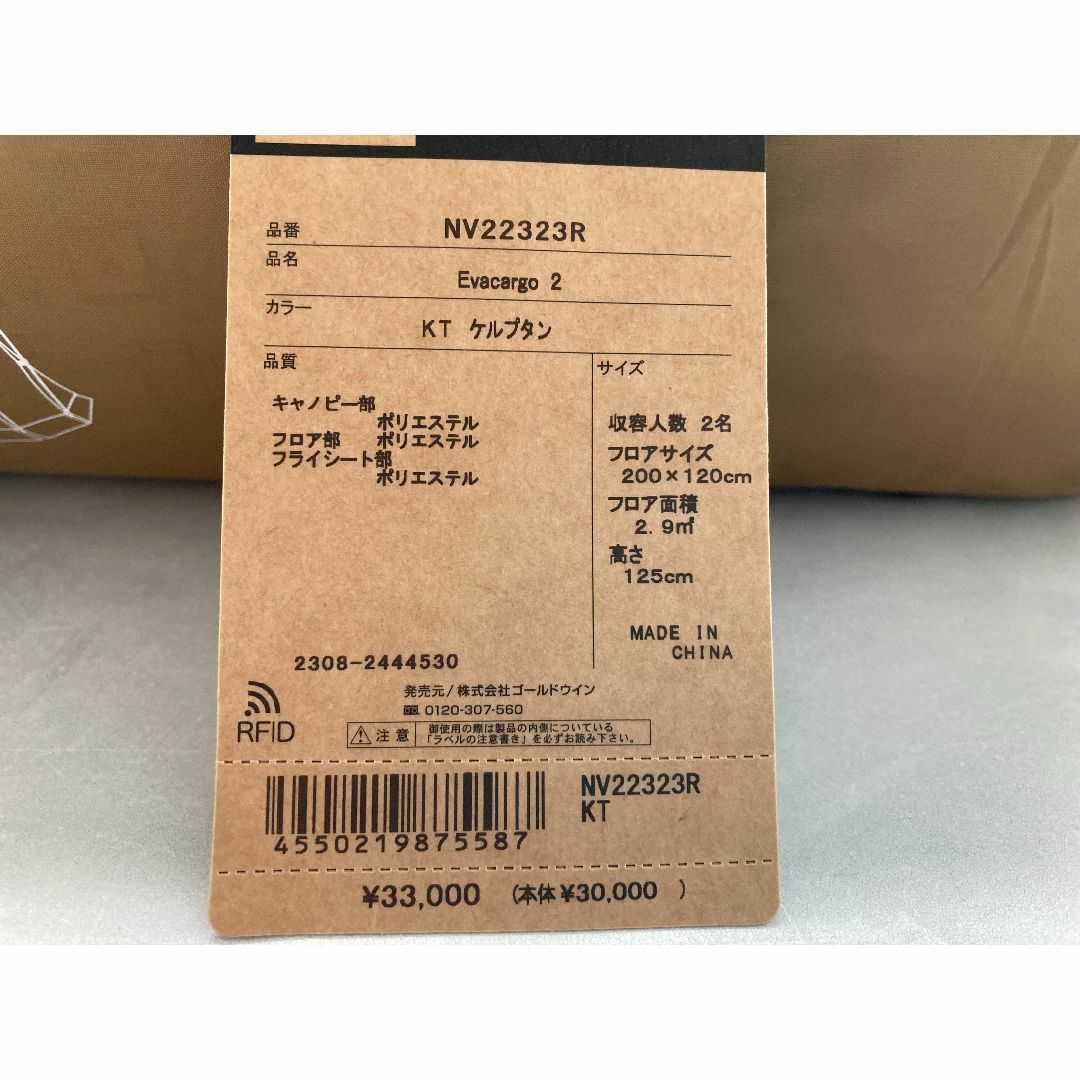 品番 NV22323R
品名
Evacargo 2
カラー
KT ケルプタン
品質
キャノピー部
ポリエステル
フロア部 ポリエステル
フライシート部
ポリエステル
サイズ
収容人数 2名
フロアサイズ
200×120cm
フロア面積
2.9㎡
高さ
125cm
MADE IN
CHINA
2308-2444530
RFID
発売元/株式会社ゴールドウイン
0120-307-560
注意
御使用の際は製品の内側についている
「ラベルの注意書き」を必ずお読み下さい。
4550219875587
NV22323R
KT
¥33,000 (本体¥30,000 )